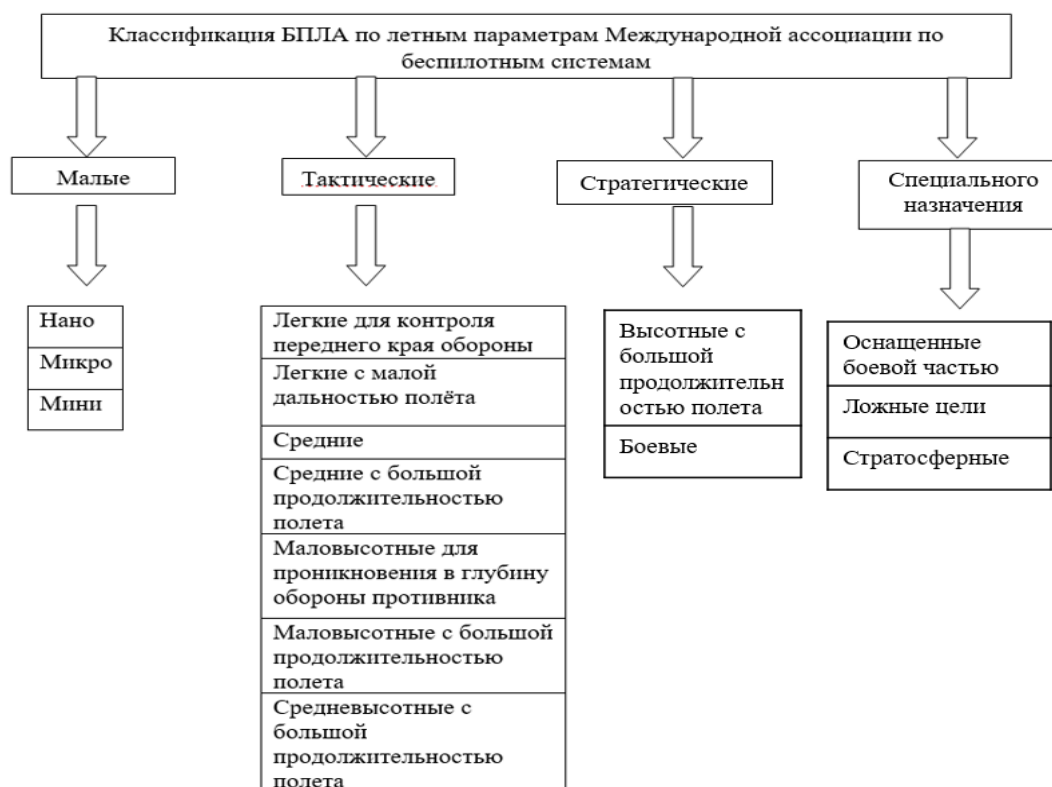 Классификация БПЛА по летным параметрам Международной ассоциации по
беспилотным системам
Малые
Тактические
Стратегические
Специального
назначения
Нано
Микро
Мини
Легкие для контроля
переднего края обороны
Легкие с малой
дальностью полёта
Средние
Средние с большой
продолжительностью
полета
Маловысотные для
проникновения в глубину
обороны противника
Маловысотные с большой
продолжительностью
полета
Средневысотные с
большой
продолжительностью
полета
Высотные с
большой
продолжительн
остью полета
Боевые
Оснащенные
боевой частью
Ложные цели
Стратосферные